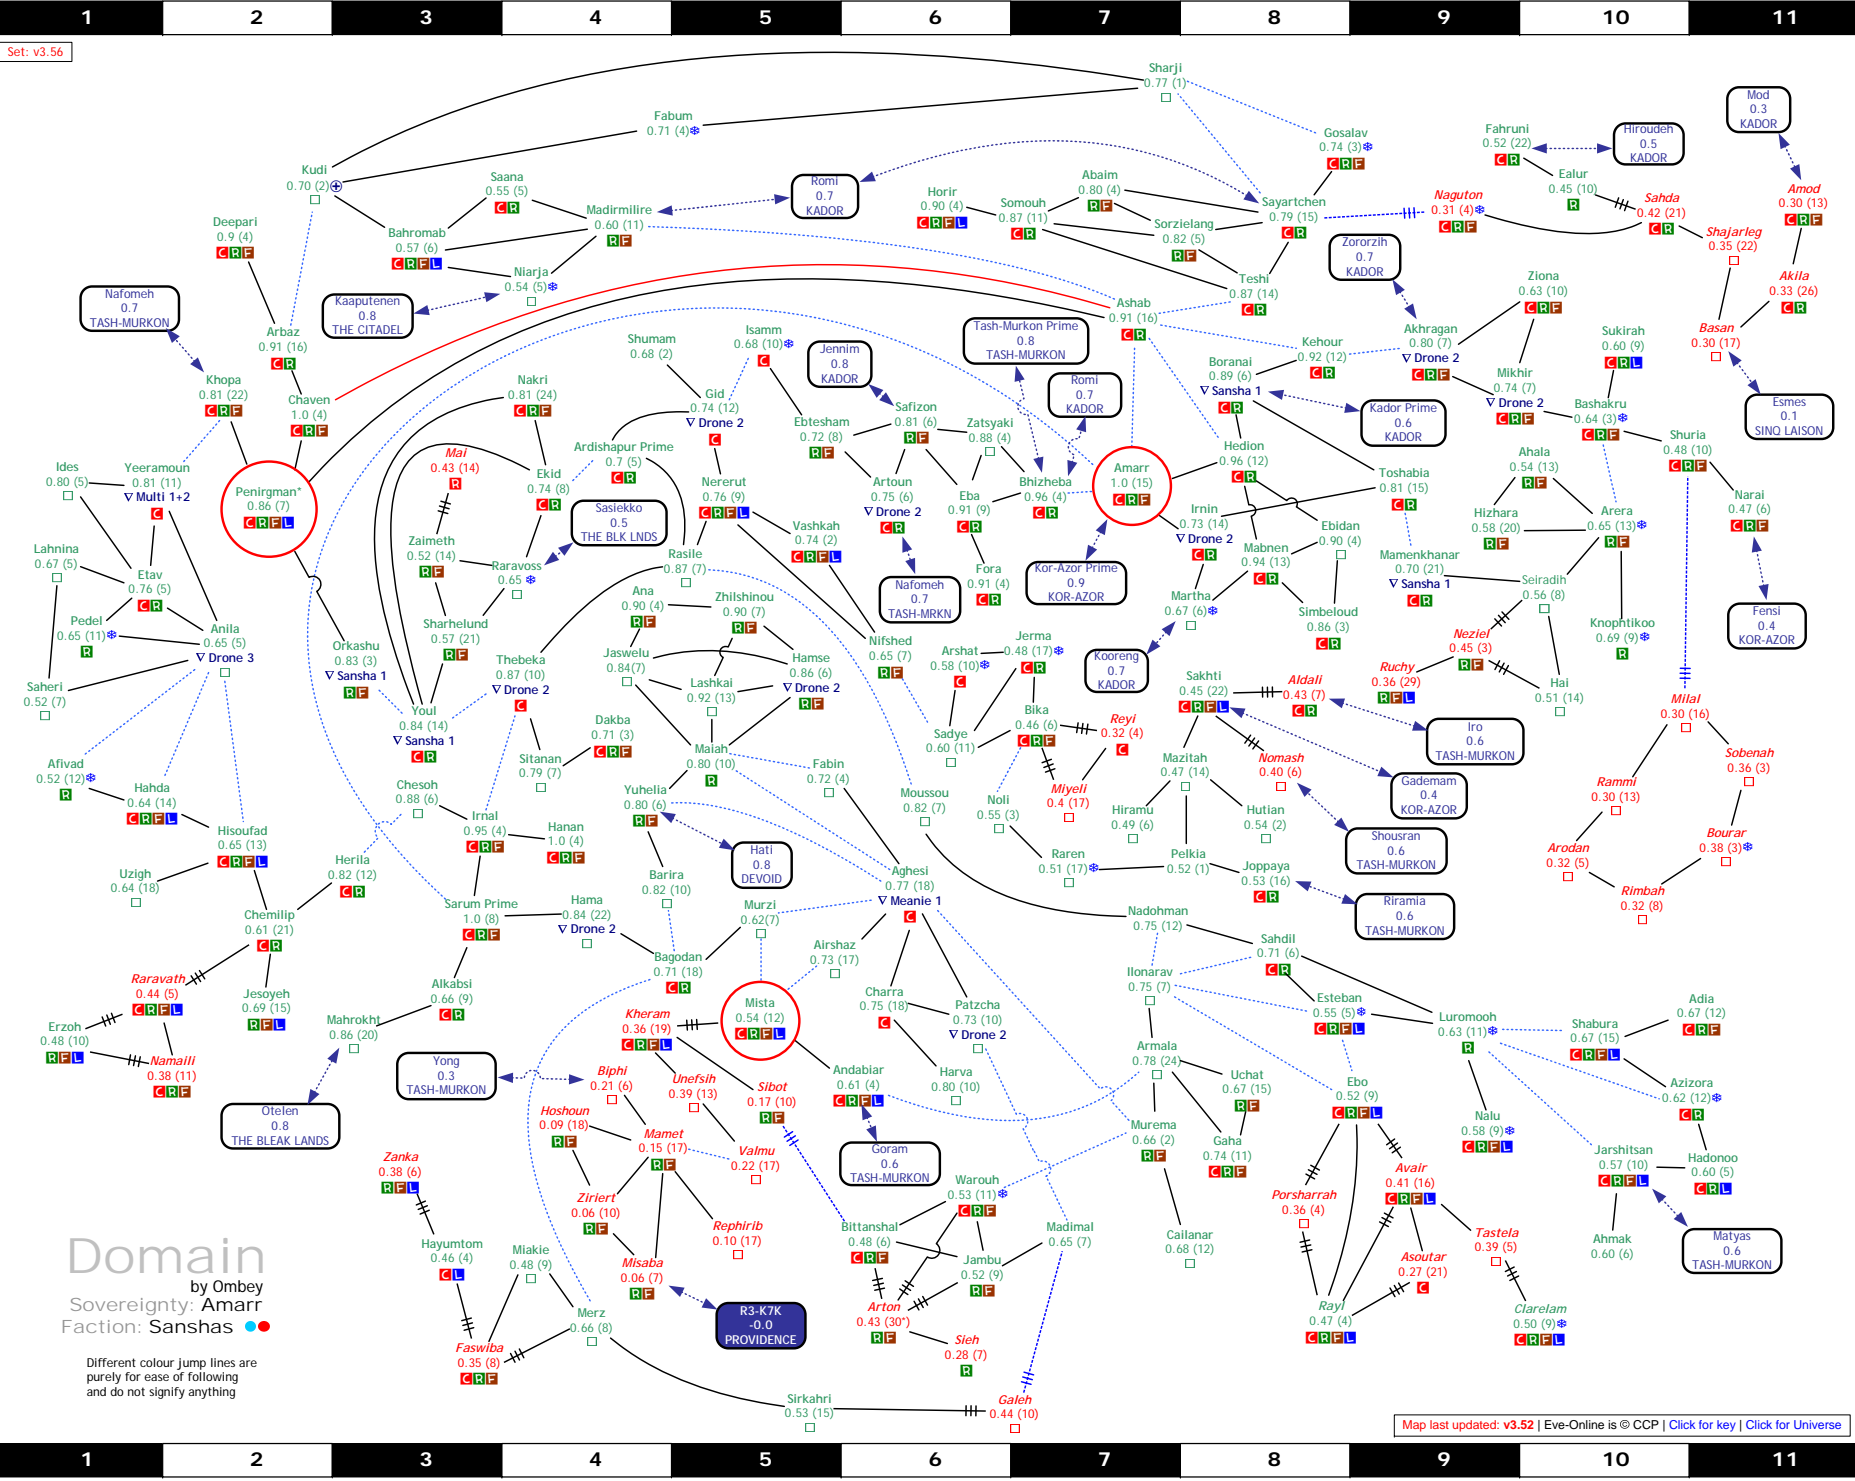 1 2 3 4 5 6 7 8 9 10 11
Set: v3.56
Sharji
0.77 (1)
Fabum
0.71 (4)
Kudi
0.70 (2)
Gosalav
0.74 (3)
C R F
Fahruni
0.52 (22)
C R
Hiroudeh
0.5
KADOR
Mod
0.3
KADOR
Saana
0.55 (5)
C R
Madirmilire
0.60 (11)
R F
Romi
0.7
KADOR
Horir
0.90 (4)
C R F L
Somouh
0.87 (11)
C R
Abaim
0.80 (4)
R F
Sorzielang
0.82 (5)
R F
Sayartchen
0.79 (15)
C R
Naguton
0.31 (4)
C R F
Ealur
0.45 (10)
R
Sahda
0.42 (21)
C R
Amod
0.30 (13)
C R F
Shajarleg
0.35 (22)
Deepari
0.9 (4)
C R F
Bahromab
0.57 (6)
C R F L
Niarja
0.54 (5)
Kaaputenen
0.8
THE CITADEL
Nafomeh
0.7
TASH-MURKON
Teshi
0.87 (14)
C R
Zororzih
0.7
KADOR
Ziona
0.63 (10)
C R F
Akila
0.33 (26)
C R
Arbaz
0.91 (16)
C R
Ashab
0.91 (16)
C R
Shumam
0.68 (2)
Isamm
0.68 (10)
C
Jennim
0.8
KADOR
Tash-Murkon Prime
0.8
TASH-MURKON
Kehour
0.92 (12)
C R
Akhragan
0.80 (7)
∇ Drone 2
C R F
Sukirah
0.60 (9)
C R L
Basan
0.30 (17)
Khopa
0.81 (22)
C R F
Chaven
1.0 (4)
C R F
Nakri
0.81 (24)
C R F
Gid
0.74 (12)
∇ Drone 2
C
Romi
0.7
KADOR
Boranai
0.89 (6)
∇ Sansha 1
C R
Kador Prime
0.6
KADOR
Mikhir
0.74 (7)
∇ Drone 2
C R F
Bashakru
0.64 (3)
C R F
Esmes
0.1
SINQ LAISON
Ebtesham
0.72 (8)
R F
Safizon
0.81 (6)
R F
Zatsyaki
0.88 (4)
Shuria
0.48 (10)
C R F
Ides
0.80 (5)
Yeeramoun
0.81 (11)
∇ Multi 1+2
C
Penirgman*
0.86 (7)
C R F L
Mai
0.43 (14)
R
Ardishapur Prime
0.7 (5)
C R
Ekid
0.74 (8)
C R
Nererut
0.76 (9)
C R F L
Artoun
0.75 (6)
∇ Drone 2
C R
Eba
0.91 (9)
C R
Bhizheba
0.96 (4)
C R
Amarr
1.0 (15)
C R F
Hedion
0.96 (12)
C R
Toshabia
0.81 (15)
C R
Ahala
0.54 (13)
R F
Narai
0.47 (6)
C R F
Sasiekko
0.5
THE BLK LNDS
Vashkah
0.74 (2)
C R F L
Irnin
0.73 (14)
∇ Drone 2
C R
Ebidan
0.90 (4)
Hizhara
0.58 (20)
R F
Arera
0.65 (13)
R F
Lahnina
0.67 (5)
Etav
0.76 (5)
C R
Zaimeth
0.52 (14)
R F
Raravoss
0.65
Rasile
0.87 (7)
Nafomeh
0.7
TASH-MRKN
Fora
0.91 (4)
C R
Kor-Azor Prime
0.9
KOR-AZOR
Mabnen
0.94 (13)
C R
Mamenkhanar
0.70 (21)
∇ Sansha 1
C R
Seiradih
0.56 (8)
Pedel
0.65 (11)
R
Anila
0.65 (5)
∇ Drone 3
Sharhelund
0.57 (21)
R F
Ana
0.90 (4)
R F
Zhilshinou
0.90 (7)
R F
Martha
0.67 (6)
Simbeloud
0.86 (3)
C R
Knophtikoo
0.69 (9)
R
Fensi
0.4
KOR-AZOR
Orkashu
0.83 (3)
∇ Sansha 1
R F
Jaswelu
0.84(7)
Hamse
0.86 (6)
∇ Drone 2
R F
Nifshed
0.65 (7)
R F
Arshat
0.58 (10)
C
Jerma
0.48 (17)
C R
Kooreng
0.7
KADOR
Neziel
0.45 (3)
R F
Thebeka
0.87 (10)
∇ Drone 2
C
Lashkai
0.92 (13)
Sakhti
0.45 (22)
C R F L
Aldali
0.43 (7)
C R
Ruchy
0.36 (29)
R F L
Hai
0.51 (14)
Milal
0.30 (16)
Saheri
0.52 (7)
Youl
0.84 (14)
∇ Sansha 1
C R
Dakba
0.71 (3)
C R F
Sadye
0.60 (11)
Bika
0.46 (6)
C R F
Reyi
0.32 (4)
C
Iro
0.6
TASH-MURKON
Afivad
0.52 (12)
R
Sitanan
0.79 (7)
Maiah
0.80 (10)
R
Fabin
0.72 (4)
Mazitah
0.47 (14)
Nomash
0.40 (6)
Sobenah
0.36 (3)
Hahda
0.64 (14)
C R F L
Chesoh
0.88 (6)
Yuhelia
0.80 (6)
R F
Moussou
0.82 (7)
Noli
0.55 (3)
Miyeli
0.4 (17)
Gademam
0.4
KOR-AZOR
Rammi
0.30 (13)
Hisoufad
0.65 (13)
C R F L
Irnal
0.95 (4)
C R F
Hanan
1.0 (4)
C R F
Hiramu
0.49 (6)
Hutian
0.54 (2)
Shousran
0.6
TASH-MURKON
Bourar
0.38 (3)
Uzigh
0.64 (18)
Herila
0.82 (12)
C R
Hati
0.8
DEVOID
Barira
0.82 (10)
Aghesi
0.77 (18)
∇ Meanie 1
C
Raren
0.51 (17)
Pelkia
0.52 (1)
Joppaya
0.53 (16)
C R
Arodan
0.32 (5)
Chemilip
0.61 (21)
C R
Sarum Prime
1.0 (8)
C R F
Hama
0.84 (22)
∇ Drone 2
Murzi
0.62(7)
Nadohman
0.75 (12)
Riramia
0.6
TASH-MURKON
Rimbah
0.32 (8)
Bagodan
0.71 (18)
C R
Airshaz
0.73 (17)
Sahdil
0.71 (6)
C R
Raravath
0.44 (5)
C R F L
Jesoyeh
0.69 (15)
R F L
Alkabsi
0.66 (9)
C R
Mista
0.54 (12)
C R F L
Charra
0.75 (18)
C
Patzcha
0.73 (10)
∇ Drone 2
Ilonarav
0.75 (7)
Esteban
0.55 (5)
C R F L
Erzoh
0.48 (10)
R F L
Mahrokht
0.86 (20)
Kheram
0.36 (19)
C R F L
Luromooh
0.63 (11)
R
Shabura
0.67 (15)
C R F L
Adia
0.67 (12)
C R F
Namaili
0.38 (11)
C R F
Yong
0.3
TASH-MURKON
Biphi
0.21 (6)
Unefsih
0.39 (13)
Sibot
0.17 (10)
R F
Andabiar
0.61 (4)
C R F L
Harva
0.80 (10)
Armala
0.78 (24)
Uchat
0.67 (15)
R F
Ebo
0.52 (9)
C R F L
Azizora
0.62 (12)
C R
Otelen
0.8
THE BLEAK LANDS
Hoshoun
0.09 (18)
R F
Mamet
0.15 (17)
R F
Valmu
0.22 (17)
Goram
0.6
TASH-MURKON
Murema
0.66 (2)
R F
Gaha
0.74 (11)
C R F
Nalu
0.58 (9)
C R F L
Zanka
0.38 (6)
R F L
Avair
0.41 (16)
C R F L
Jarshitsan
0.57 (10)
C R F L
Hadonoo
0.60 (5)
C R L
Ziriert
0.06 (10)
R F
Rephirib
0.10 (17)
Warouh
0.53 (11)
C R F
Porsharrah
0.36 (4)
Bittanshal
0.48 (6)
C R F
Madimal
0.65 (7)
Cailanar
0.68 (12)
Tastela
0.39 (5)
Ahmak
0.60 (6)
Matyas
0.6
TASH-MURKON
Hayumtom
0.46 (4)
C L
Miakie
0.48 (9)
Misaba
0.06 (7)
R F
Jambu
0.52 (9)
R F
Asoutar
0.27 (21)
C
Domain
by Ombey
Sovereignty: Amarr
Faction: Sanshas
Merz
0.66 (8)
R3-K7K
-0.0
PROVIDENCE
Arton
0.43 (30*)
R F
Rayl
0.47 (4)
C R F L
Clarelam
0.50 (9)
C R F L
Faswiba
0.35 (8)
C R F
Sieh
0.28 (7)
R
Different colour jump lines are
purely for ease of following
and do not signify anything
Sirkahri
0.53 (15)
Galeh
0.44 (10)
Map last updated: v3.52 | Eve-Online is © CCP | Click for key | Click for Universe
1 2 3 4 5 6 7 8 9 10 11